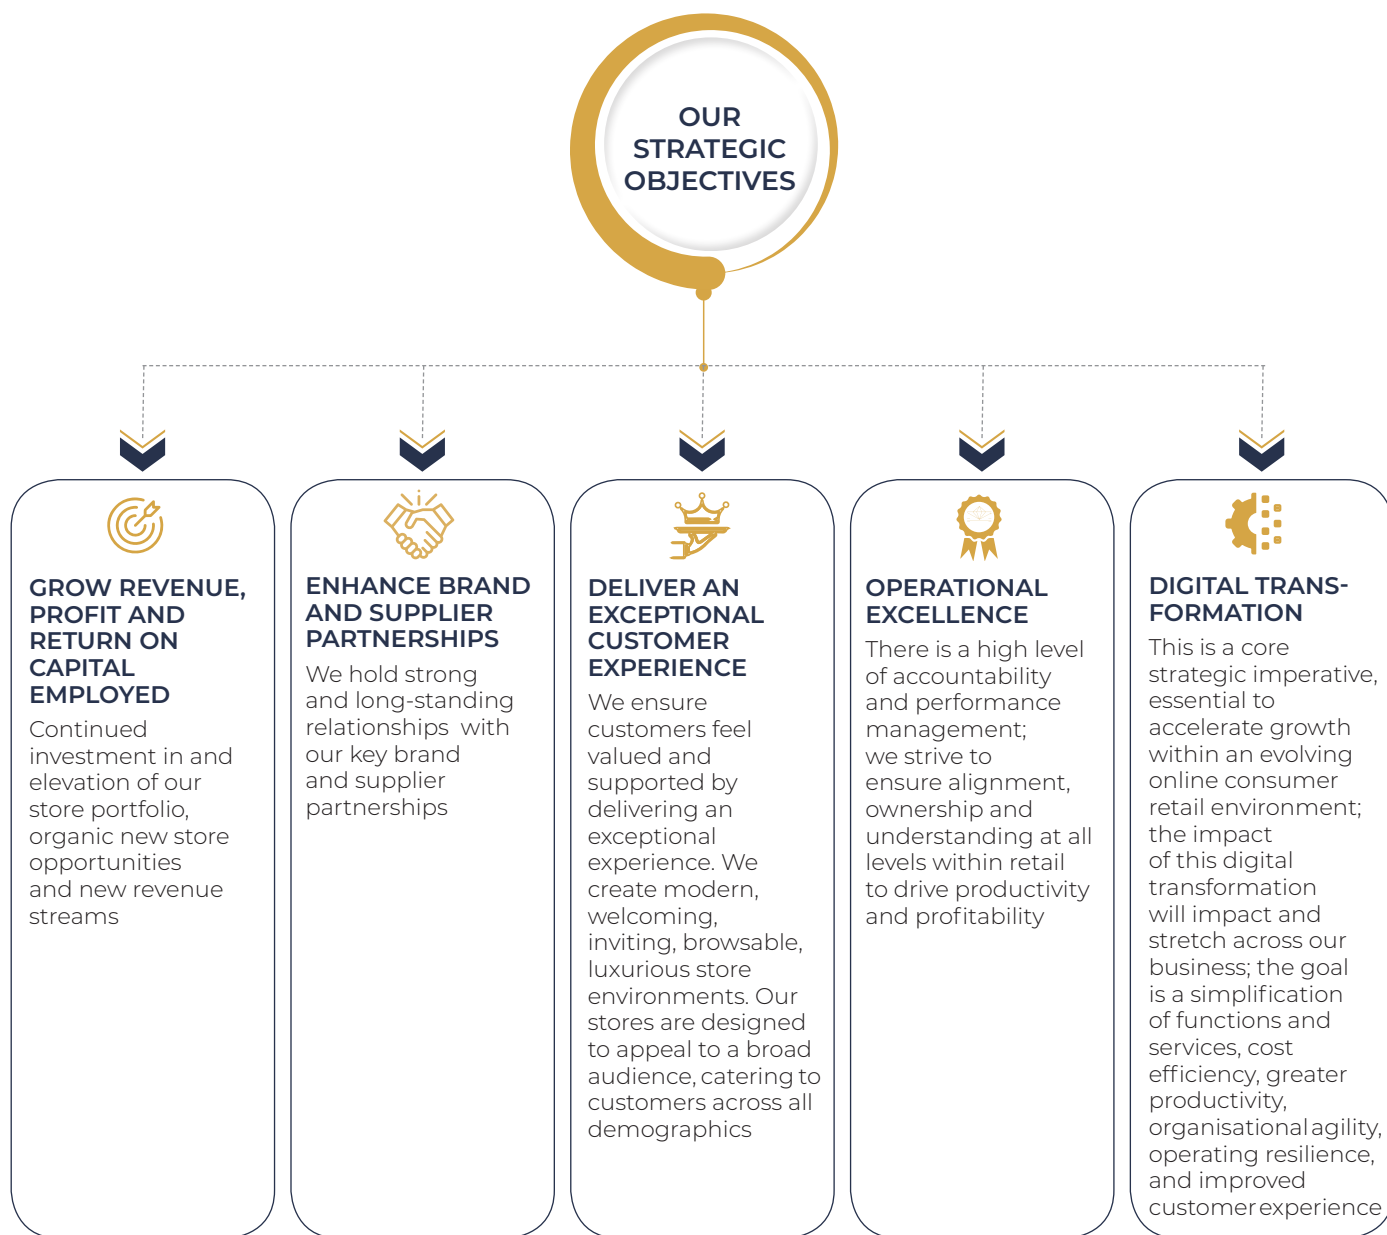 OUR
STRATEGIC
OBJECTIVES
GROW REVENUE,
PROFIT AND
RETURN ON
CAPITAL
EMPLOYED
Continued
investment in and
elevation of our
store portfolio,
organic new store
opportunities
and new revenue
streams
ENHANCE BRAND
AND SUPPLIER
PARTNERSHIPS
We hold strong
and long-standing
relationships with
our key brand
and supplier
partnerships
DELIVER AN
EXCEPTIONAL
CUSTOMER
EXPERIENCE
We ensure
customers feel
valued and
supported by
delivering an
exceptional
experience. We
create modern,
welcoming,
inviting, browsable,
luxurious store
environments. Our
stores are designed
to appeal to a broad
audience, catering to
customers across all
demographics
OPERATIONAL
EXCELLENCE
There is a high level
of accountability
and performance
management;
we strive to
ensure alignment,
ownership and
understanding at all
levels within retail
to drive productivity
and profitability
DIGITAL TRANS-
FORMATION
This is a core
strategic imperative,
essential to
accelerate growth
within an evolving
online consumer
retail environment;
the impact
of this digital
transformation
will impact and
stretch across our
business; the goal
is a simplification
of functions and
services, cost
efficiency, greater
productivity,
organisational agility,
operating resilience,
and improved
customer experience